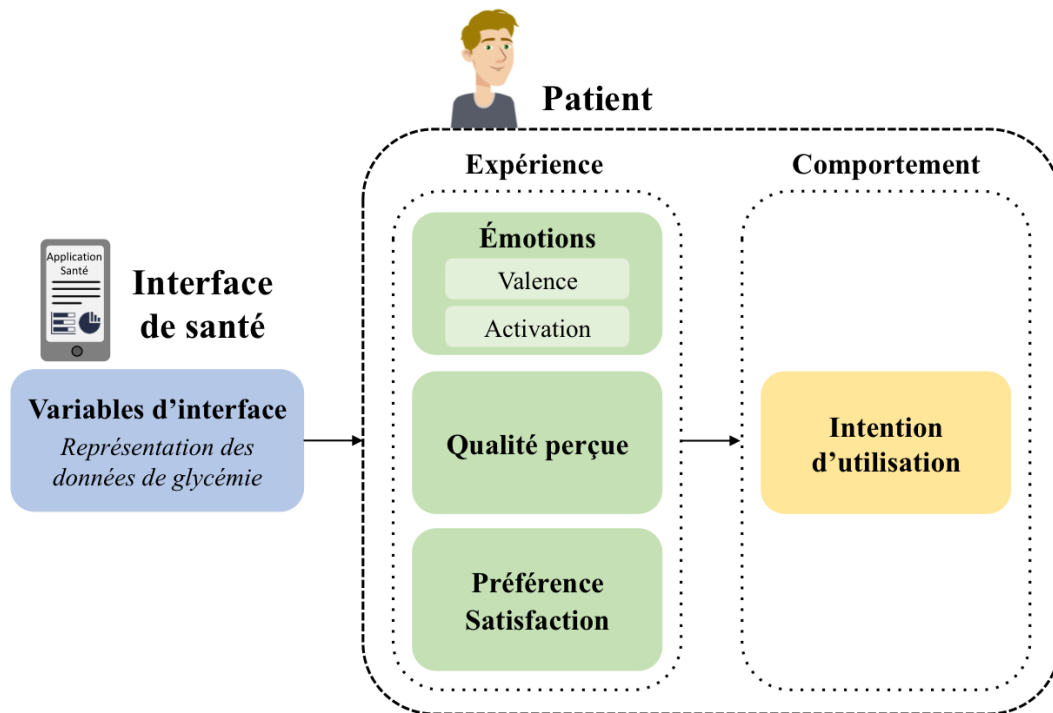 Patient
Expérience
Comportement
Émotions
Valence
Activation
Application
Santé
Interface
de santé
Variables d’interface
Représentation des
données de glycémie
Qualité perçue
Intention
d’utilisation
Préférence
Satisfaction